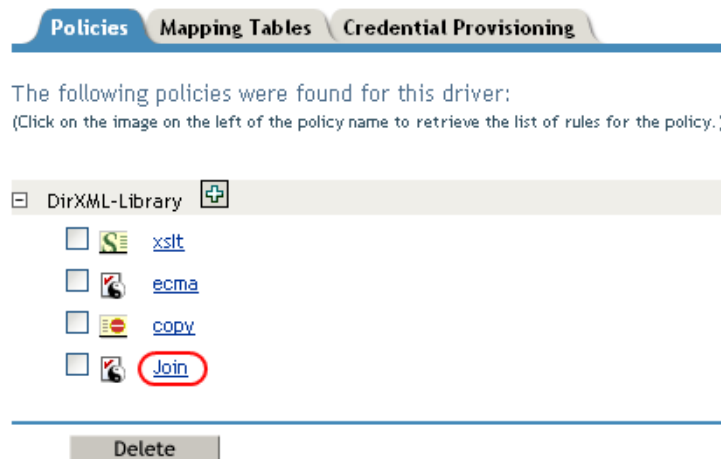 Policies Mapping Tables Credential Provisioning
The following policies were found for this driver:
(Click on the image on the left of the policy name to retrieve the list of rules for the policy.)
DirXML-Library
xslt
ecma
copy
Join
Delete